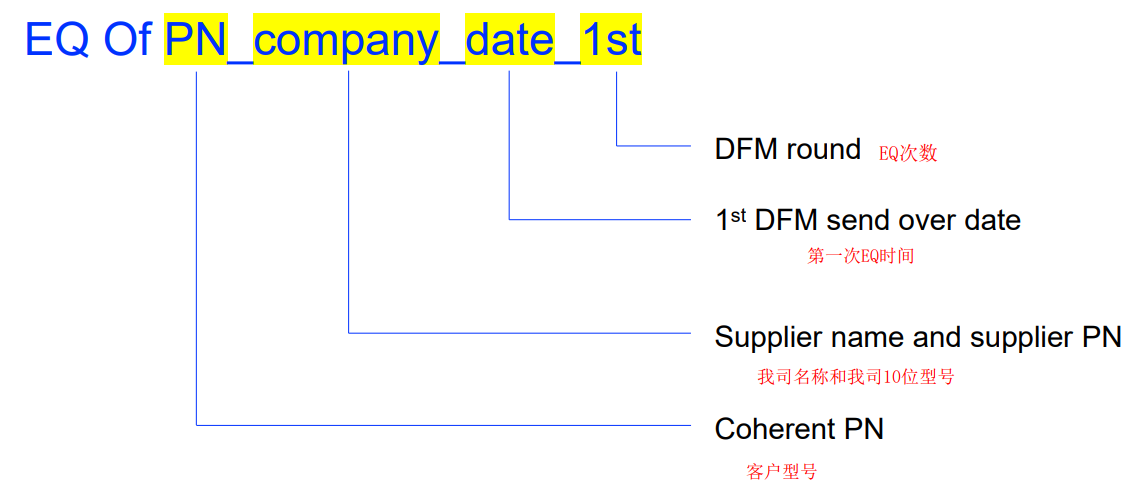 EQ Of PN_company_date_1st
DFM round EQ次数
1st DFM send over date
第一次EQ时间
Supplier name and supplier PN
我司名称和我司10位型号
Coherent PN
客户型号